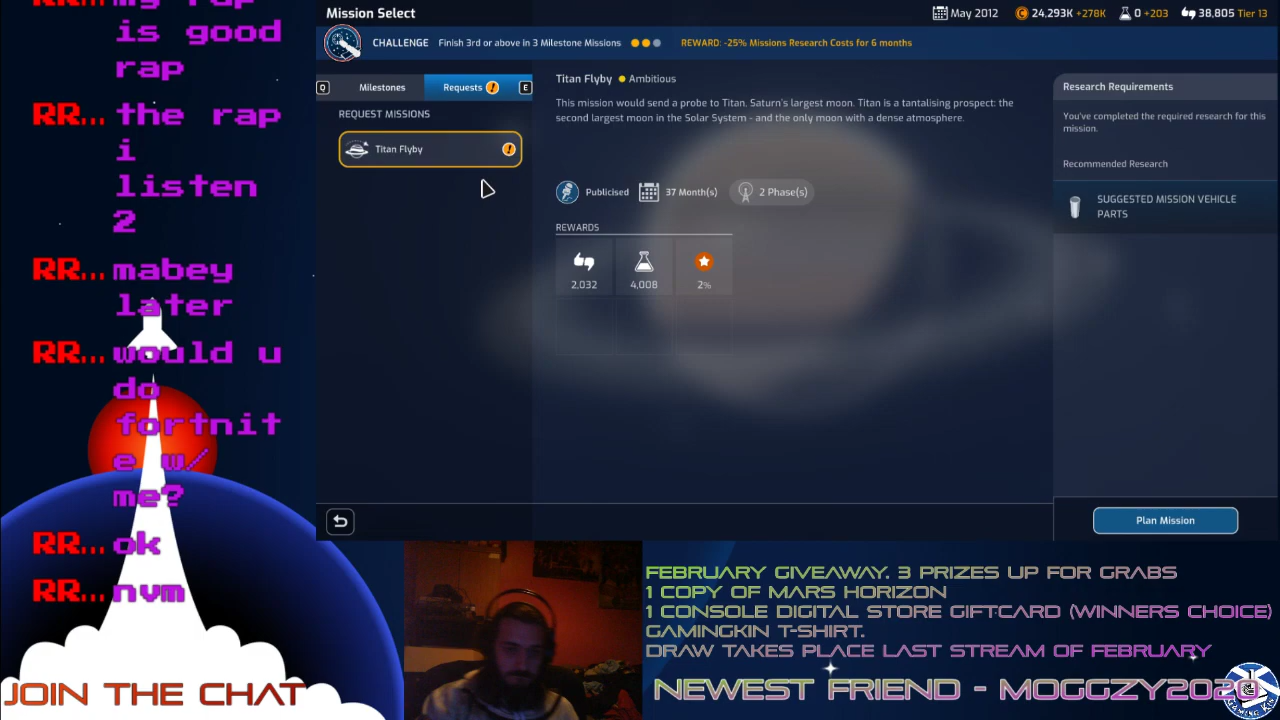 my rap
is good
rap
RR... the rap
i
listen
2
RR... mabey
later
RR... would u
do
fortnit
e w/
me?
RR... ok
RR... nvm
JOIN THE CHAT
Mission Select
May 2012
24,293K +278K
0 +203
38,805 Tier 13
CHALLENGE Finish 3rd or above in 3 Milestone Missions REWARD: -25% Missions Research Costs for 6 months
Q Milestones Requests E
REQUEST MISSIONS
Titan Flyby
Titan Flyby Ambitious
This mission would send a probe to Titan, Saturn's largest moon. Titan is a tantalising prospect: the
second largest moon in the Solar System - and the only moon with a dense atmosphere.
Publicised 37 Month(s) 2 Phase(s)
REWARDS
2,032 4,008 2%
Research Requirements
You've completed the required research for this
mission.
Recommended Research
SUGGESTED MISSION VEHICLE
PARTS
Plan Mission
FEBRUARY GIVEAWAY. 3 PRIZES UP FOR GRABS
1 COPY OF MARS HORIZON
1 CONSOLE DIGITAL STORE GIFTCARD (WINNERS CHOICE)
GAMINGKIN T-SHIRT.
DRAW TAKES PLACE LAST STREAM OF FEBRUARY
NEWEST FRIEND - MOGGZY2020